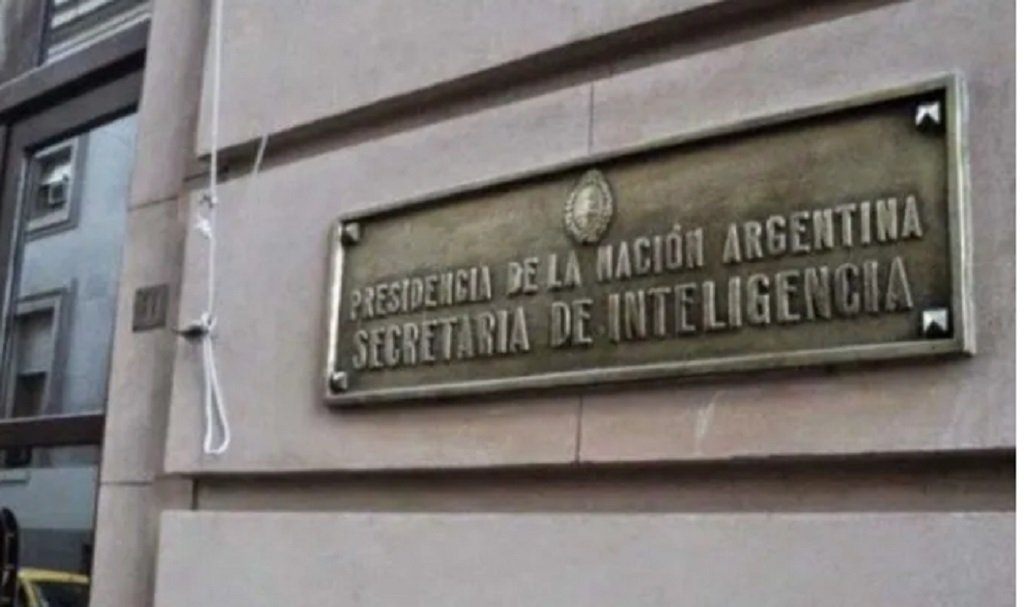 PRESIDENCIA DE LA NACIÓN ARGENTINA
SECRETARIA DE INTELIGENCIA